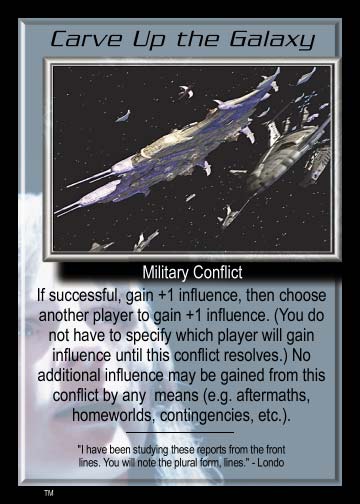 Carve Up the Galaxy
Military Conflict
If successful, gain +1 influence, then choose
another player to gain +1 influence. (You do
not have to specify which player will gain
influence until this conflict resolves.) No
additional influence may be gained from this
conflict by any means (e.g. aftermaths,
homeworlds, contingencies, etc.).
"I have been studying these reports from the front
lines. You will note the plural form, lines." - Londo
TM